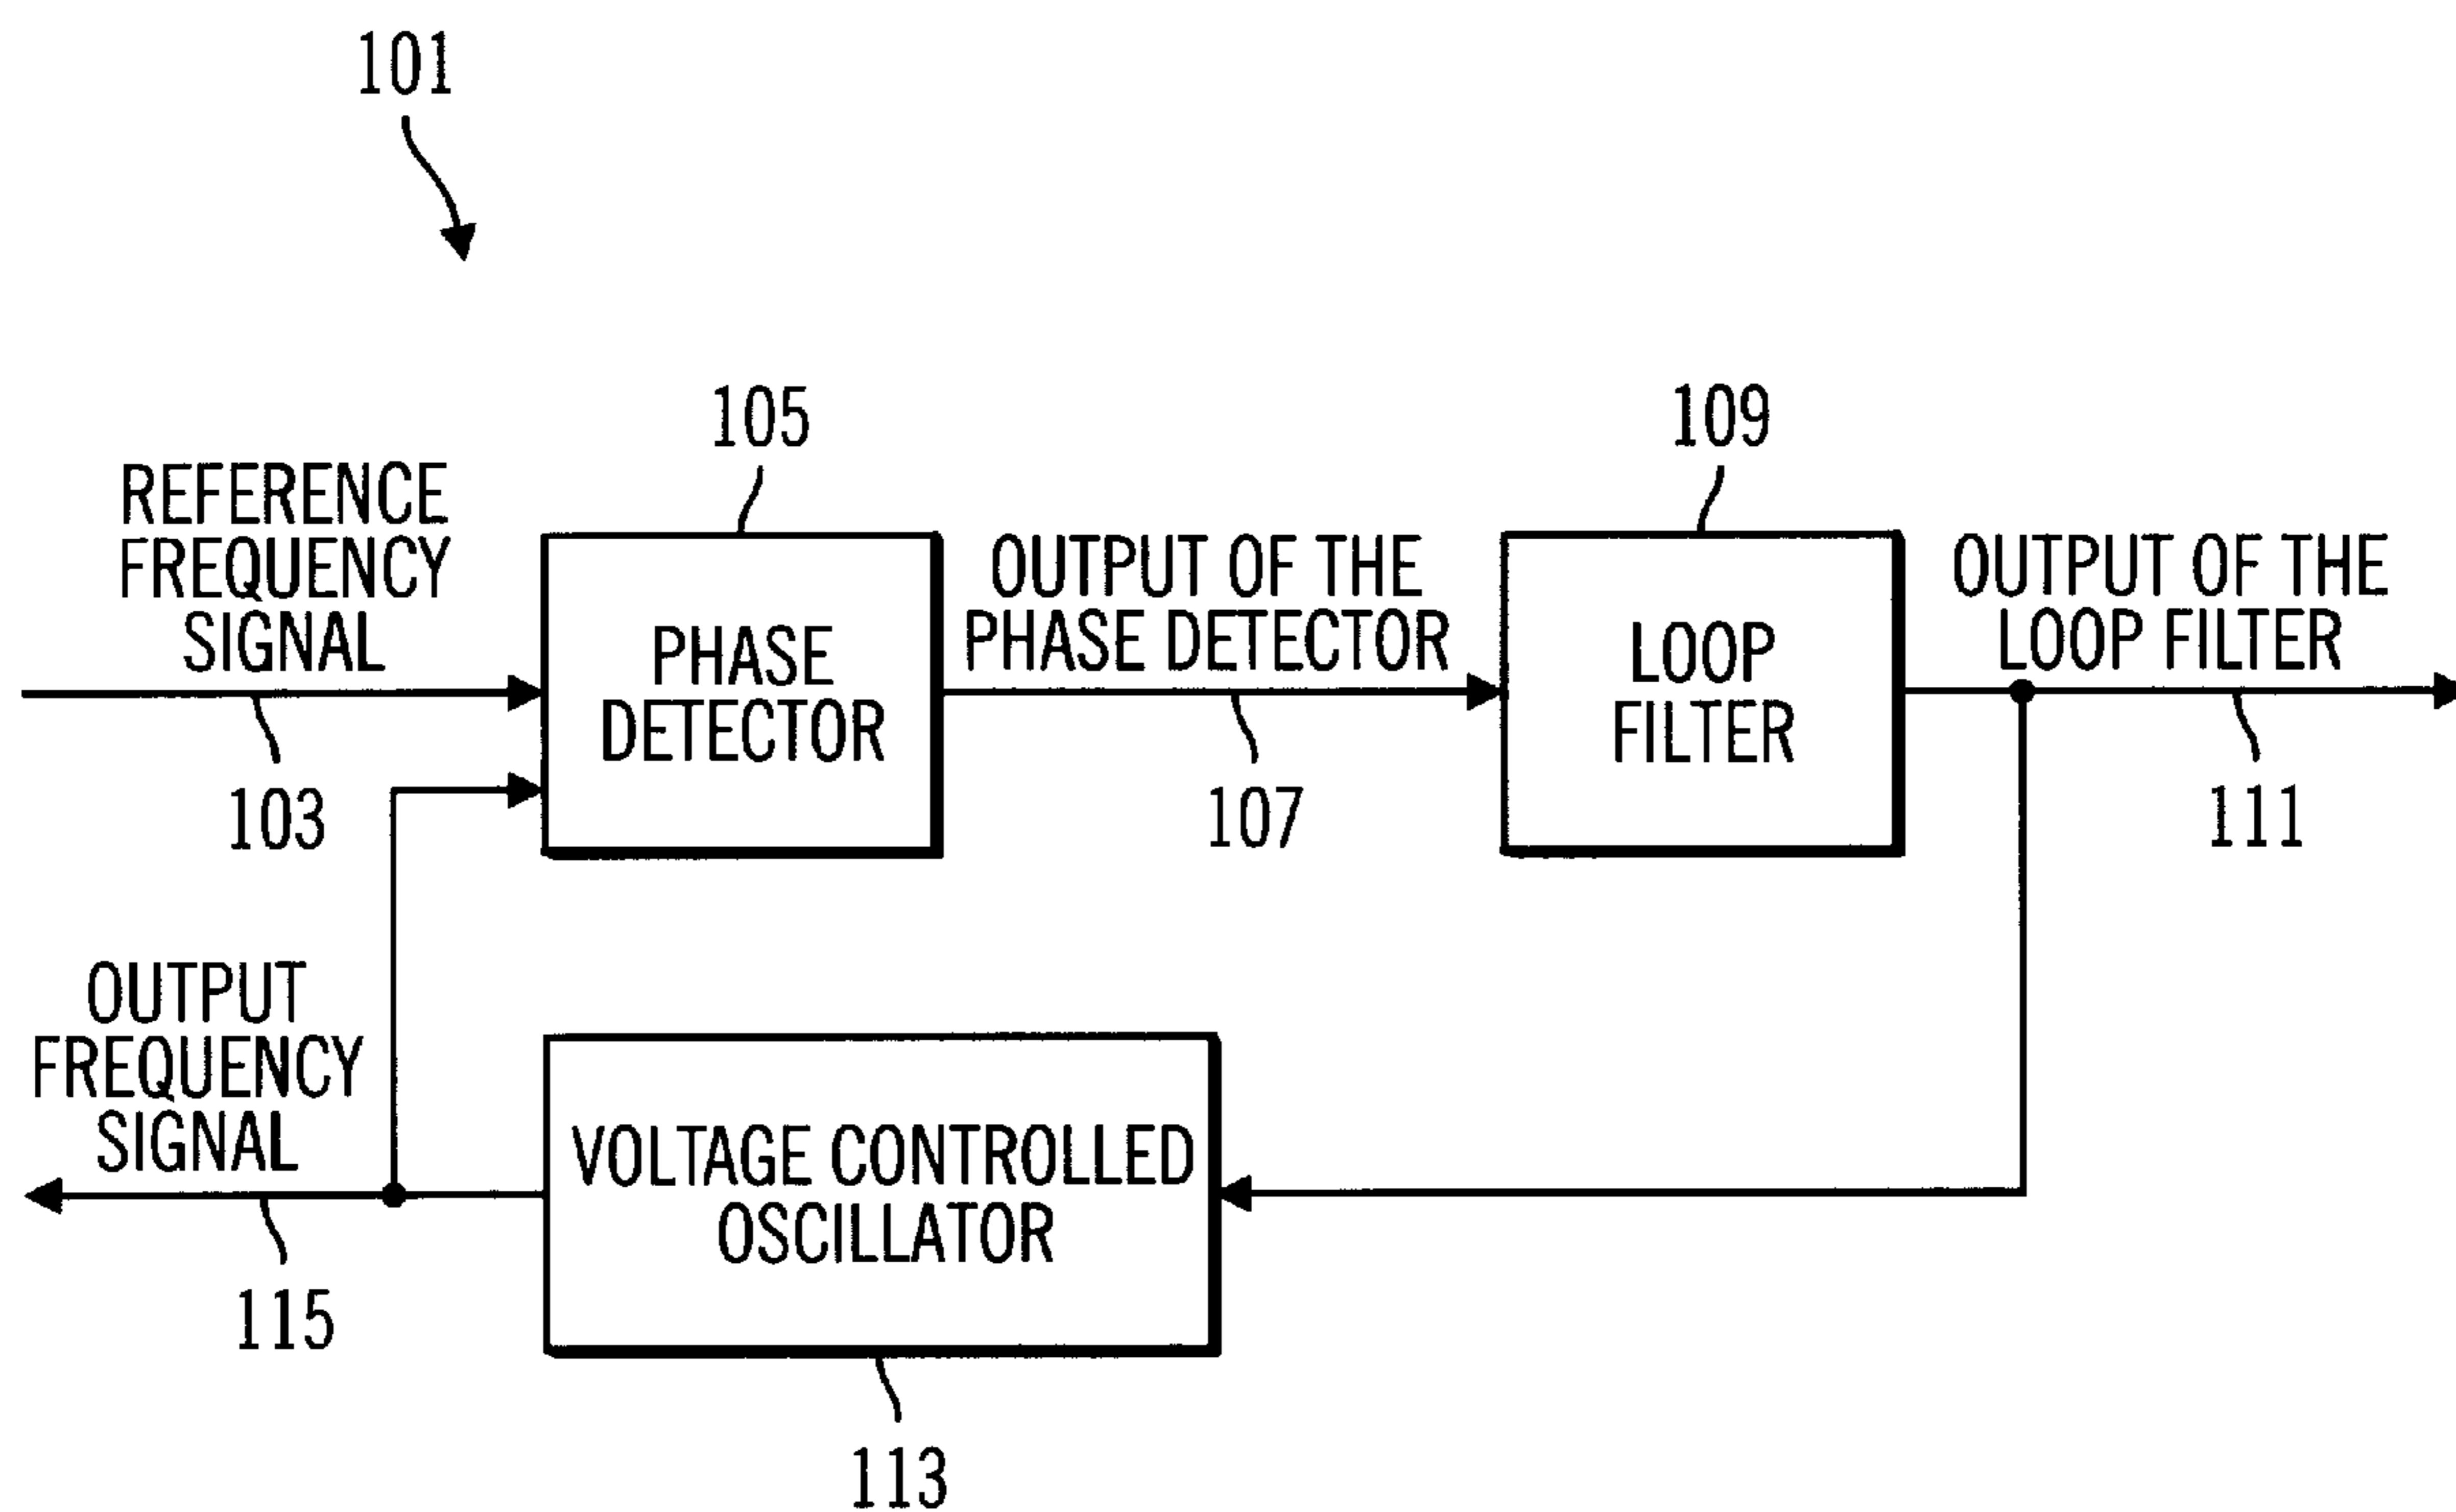 101
105
109
REFERENCE
FREQUENCY
SIGNAL
103
PHASE
DETECTOR
OUTPUT OF THE
PHASE DETECTOR
107
LOOP
FILTER
OUTPUT OF THE
LOOP FILTER
111
OUTPUT
FREQUENCY
SIGNAL
115
VOLTAGE CONTROLLED
OSCILLATOR
113